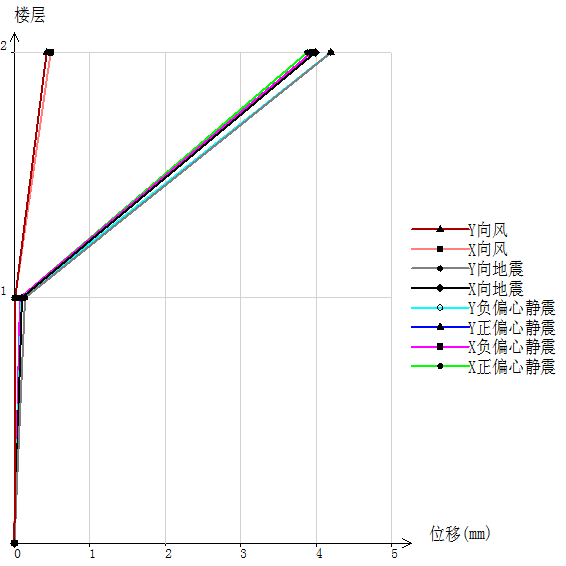 楼层
2
1
Y向风
X向风
Y向地震
X向地震
Y负偏心静震
Y正偏心静震
X负偏心静震
X正偏心静震
位移(mm)
0 1 2 3 4 5